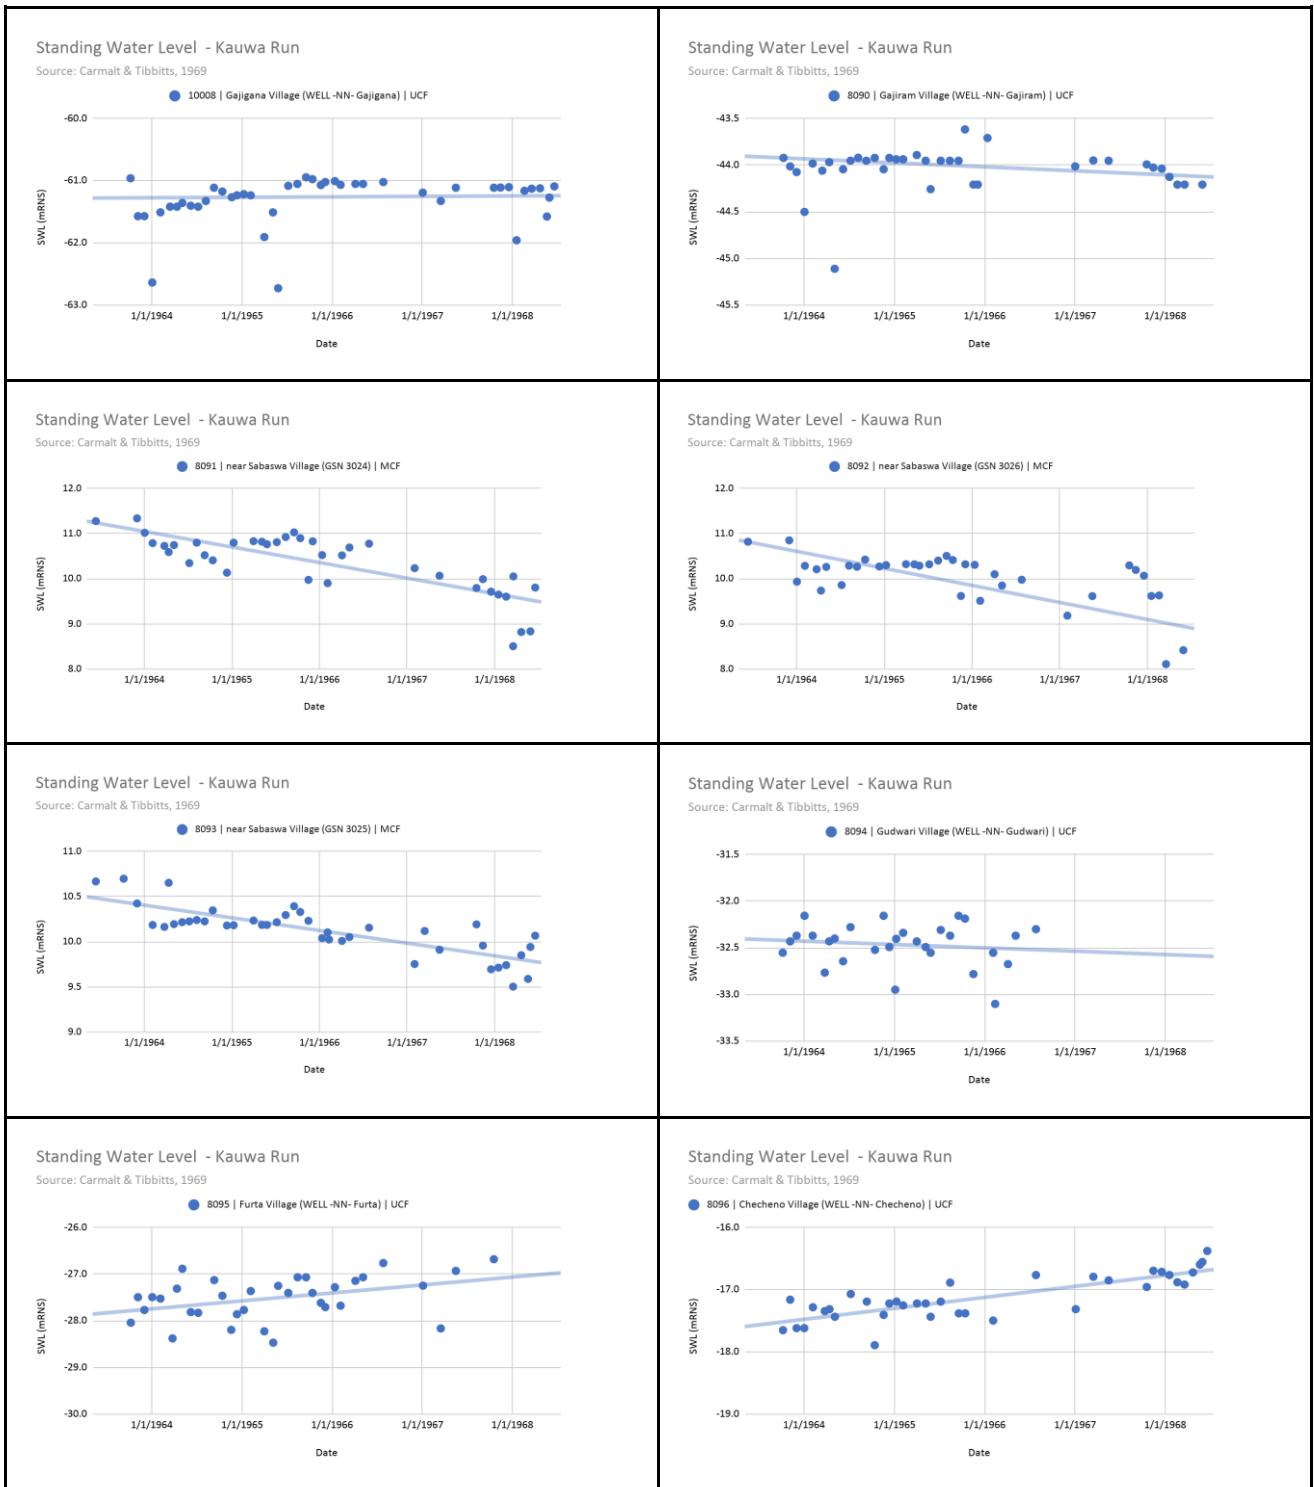 Standing Water Level  - Kauwa Run
Source: Carmalt & Tibbitts, 1969
10008 | Gajigana Village (WELL -NN- Gajigana) | UCF
-60.0
-61.0
-62.0
-63.0
SWL (mRNS)
1/1/1964 1/1/1965 1/1/1966 1/1/1967 1/1/1968
Date
Standing Water Level  - Kauwa Run
Source: Carmalt & Tibbitts, 1969
8090 | Gajiram Village (WELL -NN- Gajiram) | UCF
-43.5
-44.0
-44.5
-45.0
-45.5
SWL (mRNS)
1/1/1964 1/1/1965 1/1/1966 1/1/1967 1/1/1968
Date
Standing Water Level  - Kauwa Run
Source: Carmalt & Tibbitts, 1969
8091 | near Sabaswa Village (GSN 3024) | MCF
12.0
11.0
10.0
9.0
8.0
SWL (mRNS)
1/1/1964 1/1/1965 1/1/1966 1/1/1967 1/1/1968
Date
Standing Water Level  - Kauwa Run
Source: Carmalt & Tibbitts, 1969
8092 | near Sabaswa Village (GSN 3026) | MCF
12.0
11.0
10.0
9.0
8.0
SWL (mRNS)
1/1/1964 1/1/1965 1/1/1966 1/1/1967 1/1/1968
Date
Standing Water Level  - Kauwa Run
Source: Carmalt & Tibbitts, 1969
8093 | near Sabaswa Village (GSN 3025) | MCF
11.0
10.5
10.0
9.5
9.0
SWL (mRNS)
1/1/1964 1/1/1965 1/1/1966 1/1/1967 1/1/1968
Date
Standing Water Level  - Kauwa Run
Source: Carmalt & Tibbitts, 1969
8094 | Gudwari Village (WELL -NN- Gudwari) | UCF
-31.5
-32.0
-32.5
-33.0
-33.5
SWL (mRNS)
1/1/1964 1/1/1965 1/1/1966 1/1/1967 1/1/1968
Date
Standing Water Level  - Kauwa Run
Source: Carmalt & Tibbitts, 1969
8095 | Furta Village (WELL -NN- Furta) | UCF
-26.0
-27.0
-28.0
-29.0
-30.0
SWL (mRNS)
1/1/1964 1/1/1965 1/1/1966 1/1/1967 1/1/1968
Date
Standing Water Level  - Kauwa Run
Source: Carmalt & Tibbitts, 1969
8096 | Checheno Village (WELL -NN- Checheno) | UCF
-16.0
-17.0
-18.0
-19.0
SWL (mRNS)
1/1/1964 1/1/1965 1/1/1966 1/1/1967 1/1/1968
Date